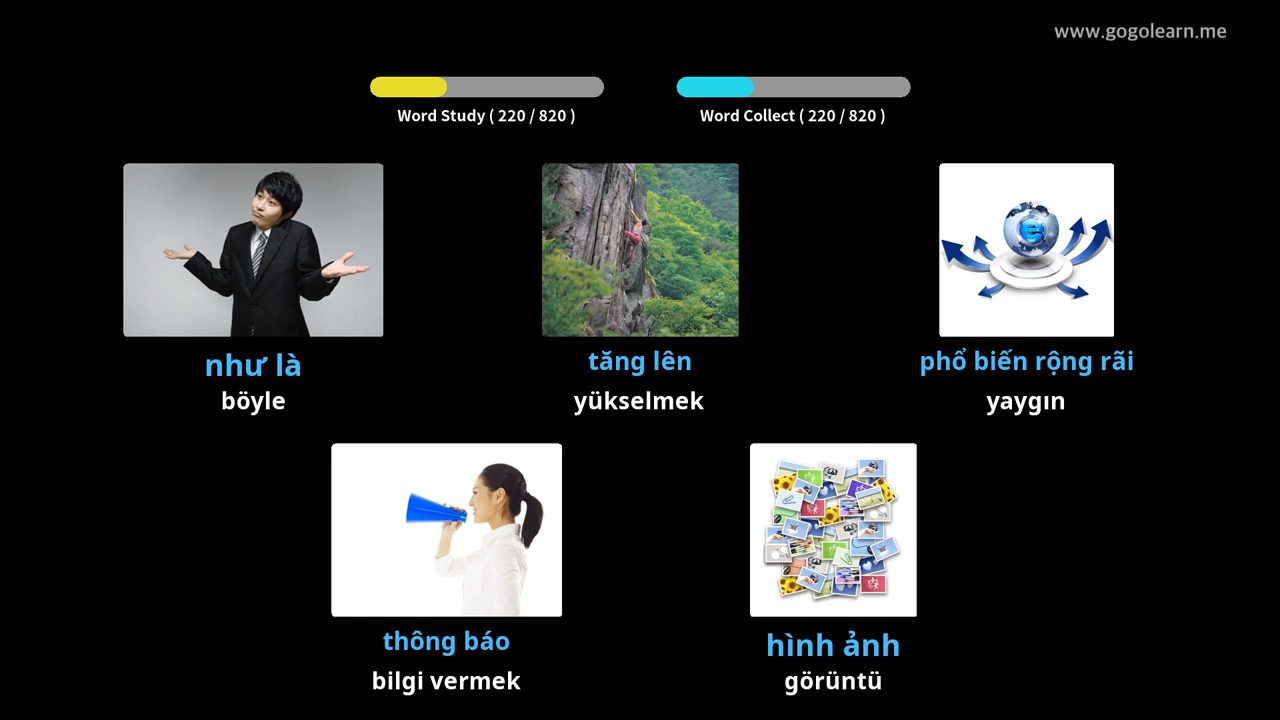 www.gogolearn.me
Word Study ( 220 / 820 )
Word Collect ( 220 / 820 )
như là
böyle
tăng lên
yükselmek
phổ biến rộng rãi
yaygın
thông báo
bilgi vermek
hình ảnh
görüntü